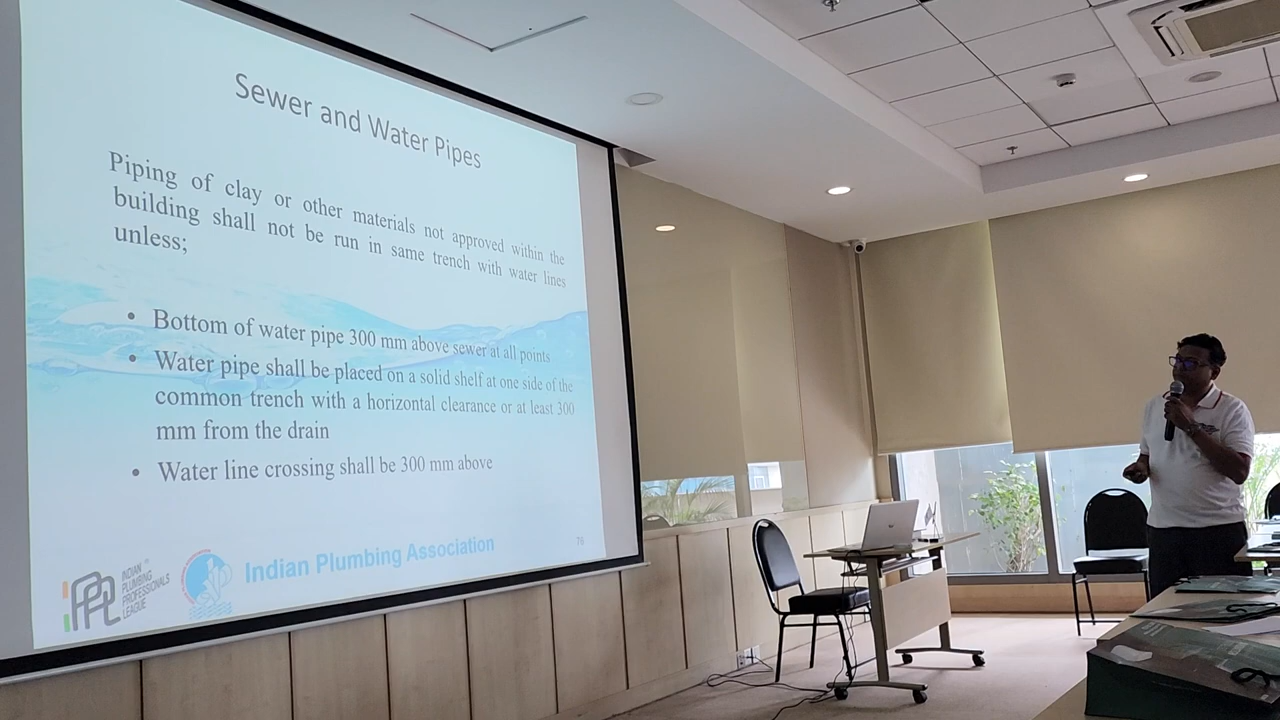 Sewer and Water Pipes
Piping of clay or other materials not approved within the
building shall not be run in same trench with water lines
unless;
• Bottom of water pipe 300 mm above sewer at all points
• Water pipe shall be placed on a solid shelf at one side of the
common trench with a horizontal clearance or at least 300
mm from the drain
• Water line crossing shall be 300 mm above
INDIAN
PLUMBING
PROFESSIONALS
LEAGUE
Indian Plumbing Association
76